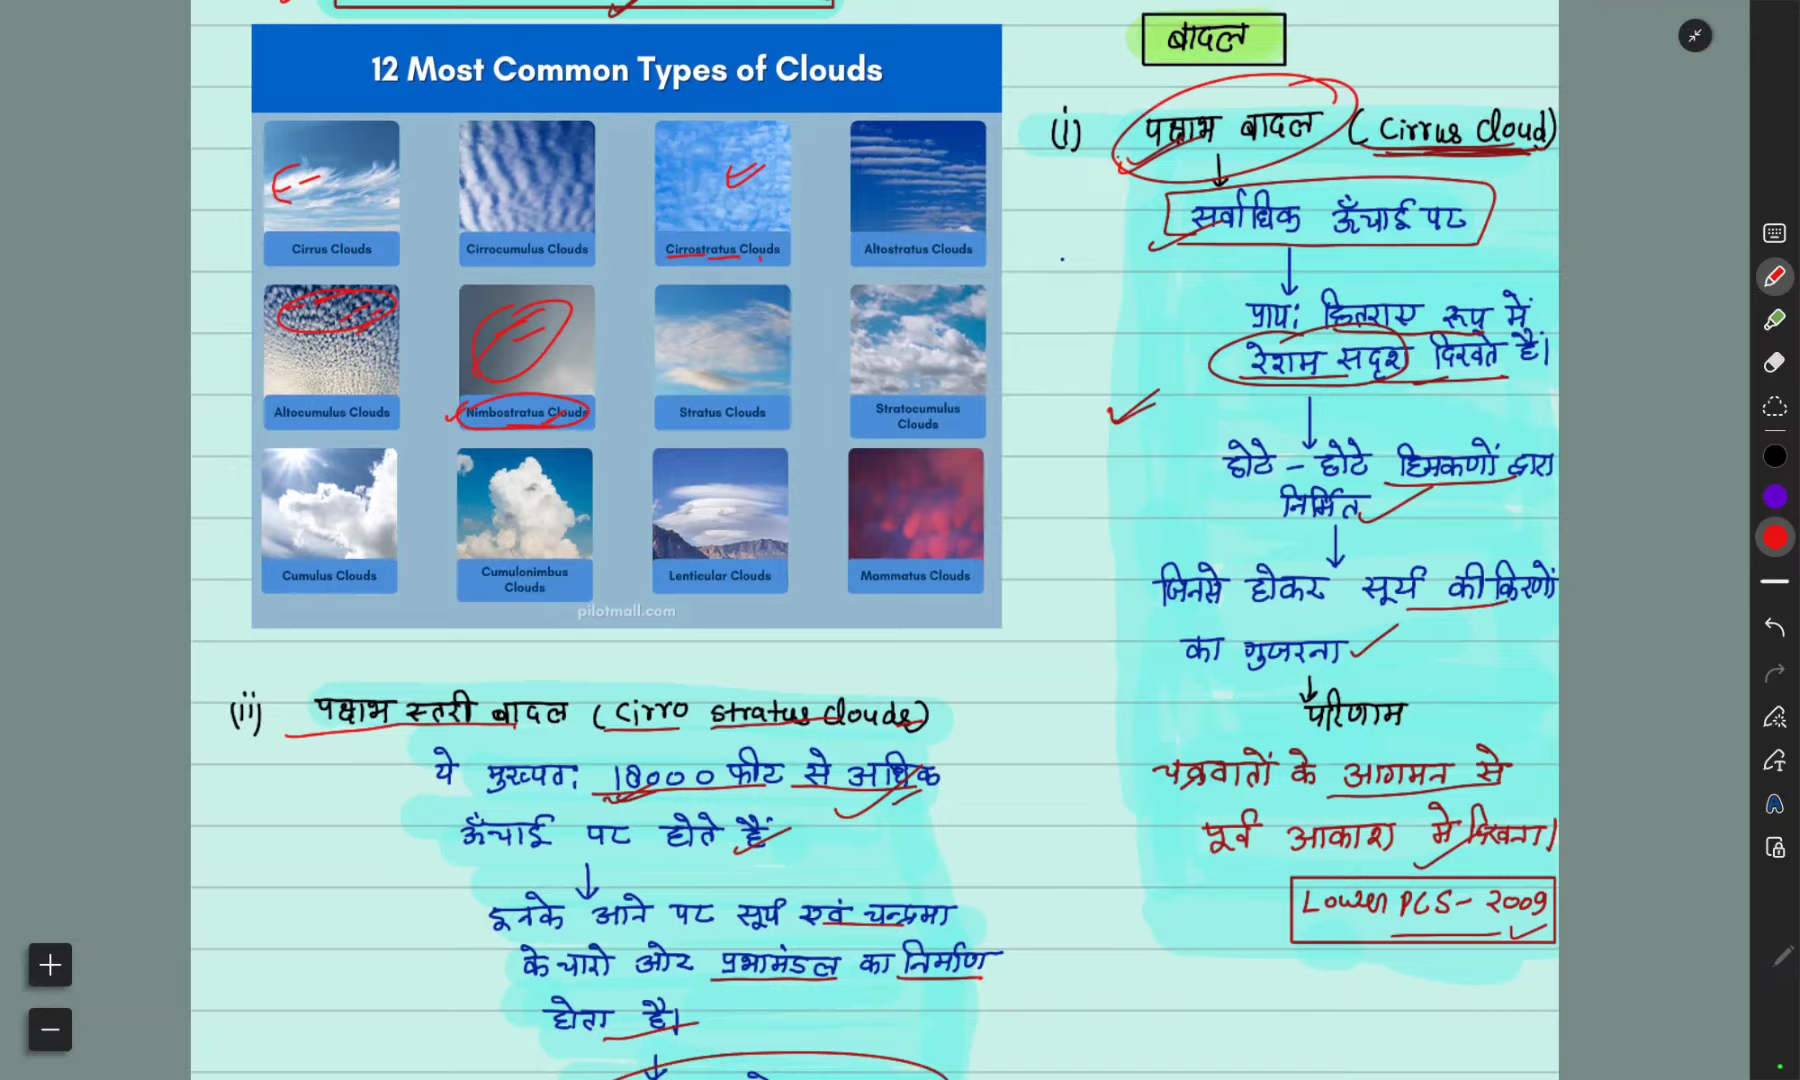 12 Most Common Types of Clouds
Cirrus Clouds
Cirrocumulus Clouds
Cirrostratus Clouds
Altostratus Clouds
Altocumulus Clouds
Nimbostratus Clouds
Stratus Clouds
Stratocumulus
Clouds
Cumulus Clouds
Cumulonimbus
Clouds
Lenticular Clouds
Mammatus Clouds
pilotmall.com
बादल
(i) पक्षाभ बादल (Cirrus Cloud)
सर्वाधिक ऊँचाई पर
प्रायः छितराए रूप में
रेशम सदृश दिखते हैं।
छोटे - छोटे हिमकणों द्वारा
निर्मित
जिनसे होकर सूर्य की किरणों
का गुजरना
परिणाम
चक्रवातों के आगमन से
पूर्व आकाश में दिखना।
Lower PCS - 2009
(ii) पक्षाभ स्तरी बादल (Cirro stratus clouds)
ये मुख्यतः 18000 फीट से अधिक
ऊँचाई पर होते हैं
इनके आने पर सूर्य एवं चन्द्रमा
के चारो ओर प्रभामंडल का निर्माण
होता है।